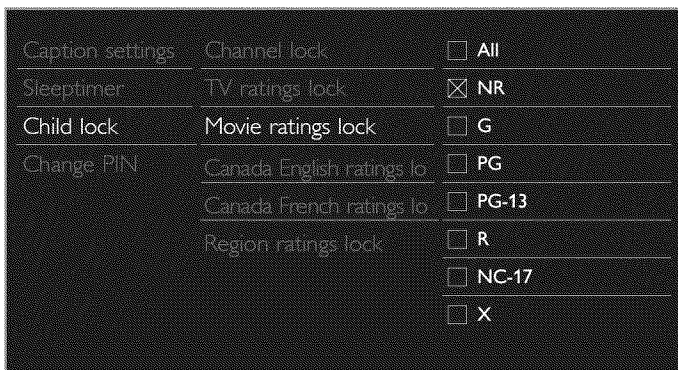 Caption settings
Sleeptimer
Child lock
Change PIN
Channel lock
TV ratings lock
Movie ratings lock
Canada English ratings lo
Canada French ratings lo
Region ratings lock
All
NR
G
PG
PG-13
R
NC-17
X